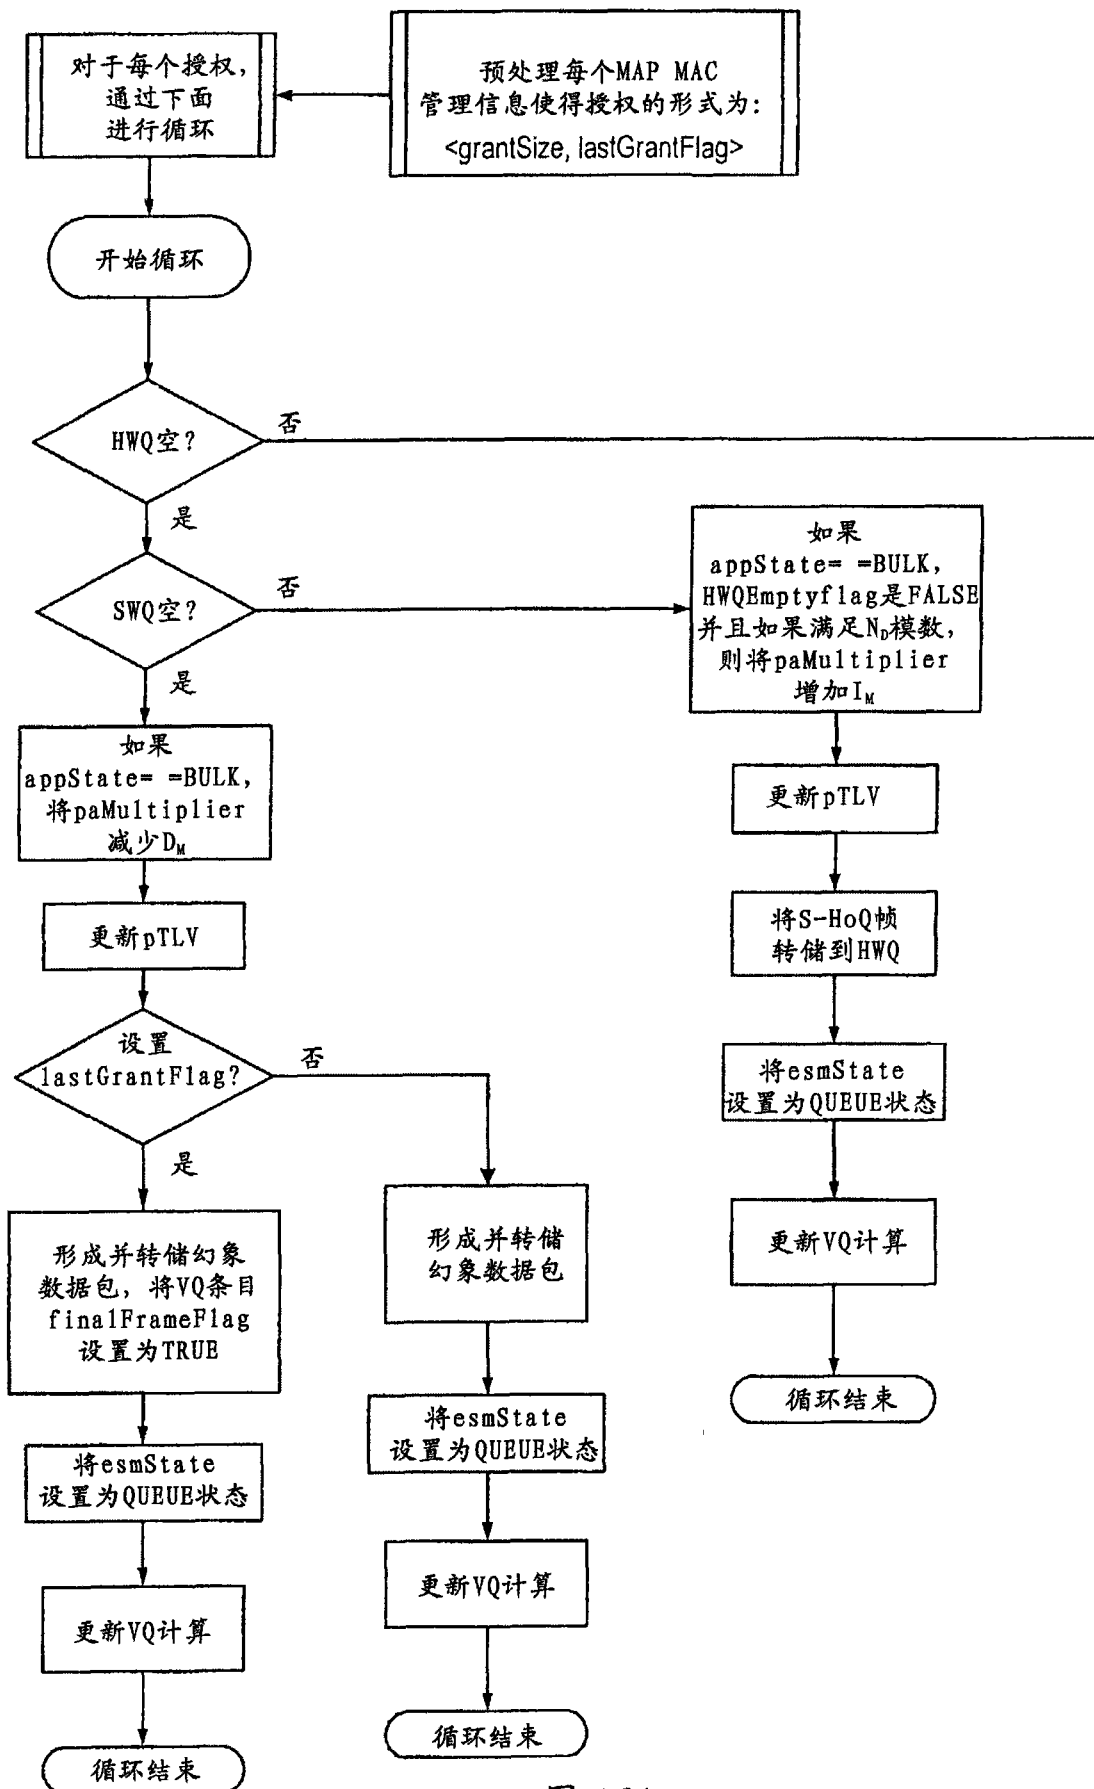 对于每个授权,
通过下面
进行循环
预处理每个MAP MAC
管理信息使得授权的形式为:
<grantSize, lastGrantFlag>
开始循环
HWQ空?
否
是
SWQ空?
否
是
如果
appState= =BULK,
HWQEmptyflag是FALSE
并且如果满足N_D模数,
则将paMultiplier
增加I_M
如果
appState= =BULK,
将paMultiplier
减少D_M
更新pTLV
更新pTLV
将S-HoQ帧
转储到HWQ
设置
lastGrantFlag?
否
是
将esmState
设置为QUEUE状态
形成并转储幻象
数据包, 将VQ条目
finalFrameFlag
设置为TRUE
形成并转储
幻象数据包
更新VQ计算
循环结束
将esmState
设置为QUEUE状态
将esmState
设置为QUEUE状态
更新VQ计算
更新VQ计算
循环结束
循环结束